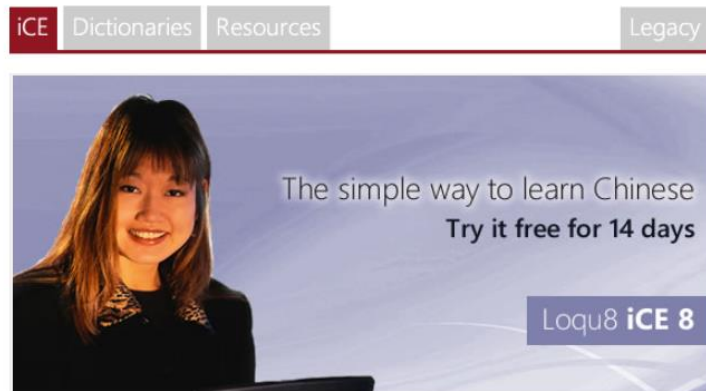 iCE Dictionaries Resources Legacy
The simple way to learn Chinese
Try it free for 14 days
Loqu8 iCE 8